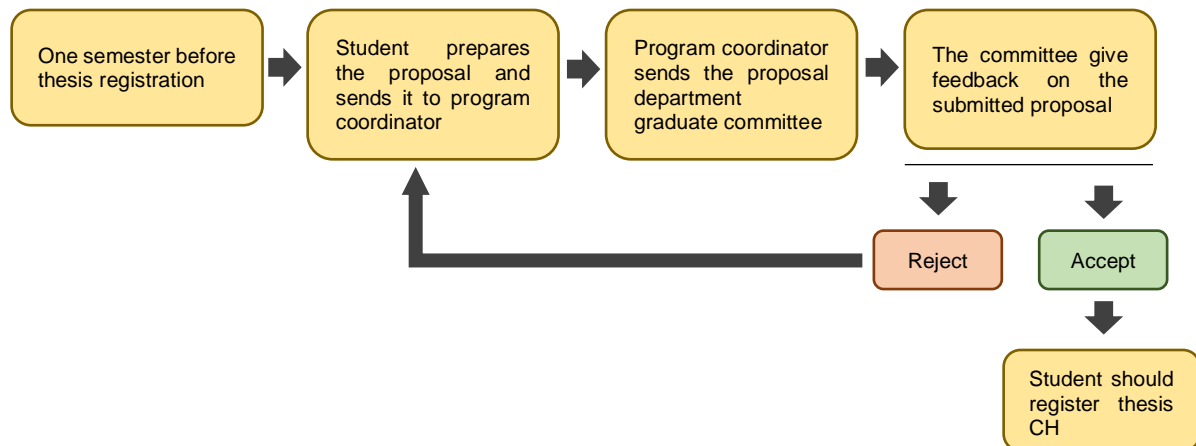 One semester before
thesis registration
Student prepares
the proposal and
sends it to program
coordinator
Program coordinator
sends the proposal
department
graduate committee
The committee give
feedback on the
submitted proposal
Reject
Accept
Student should
register thesis
CH